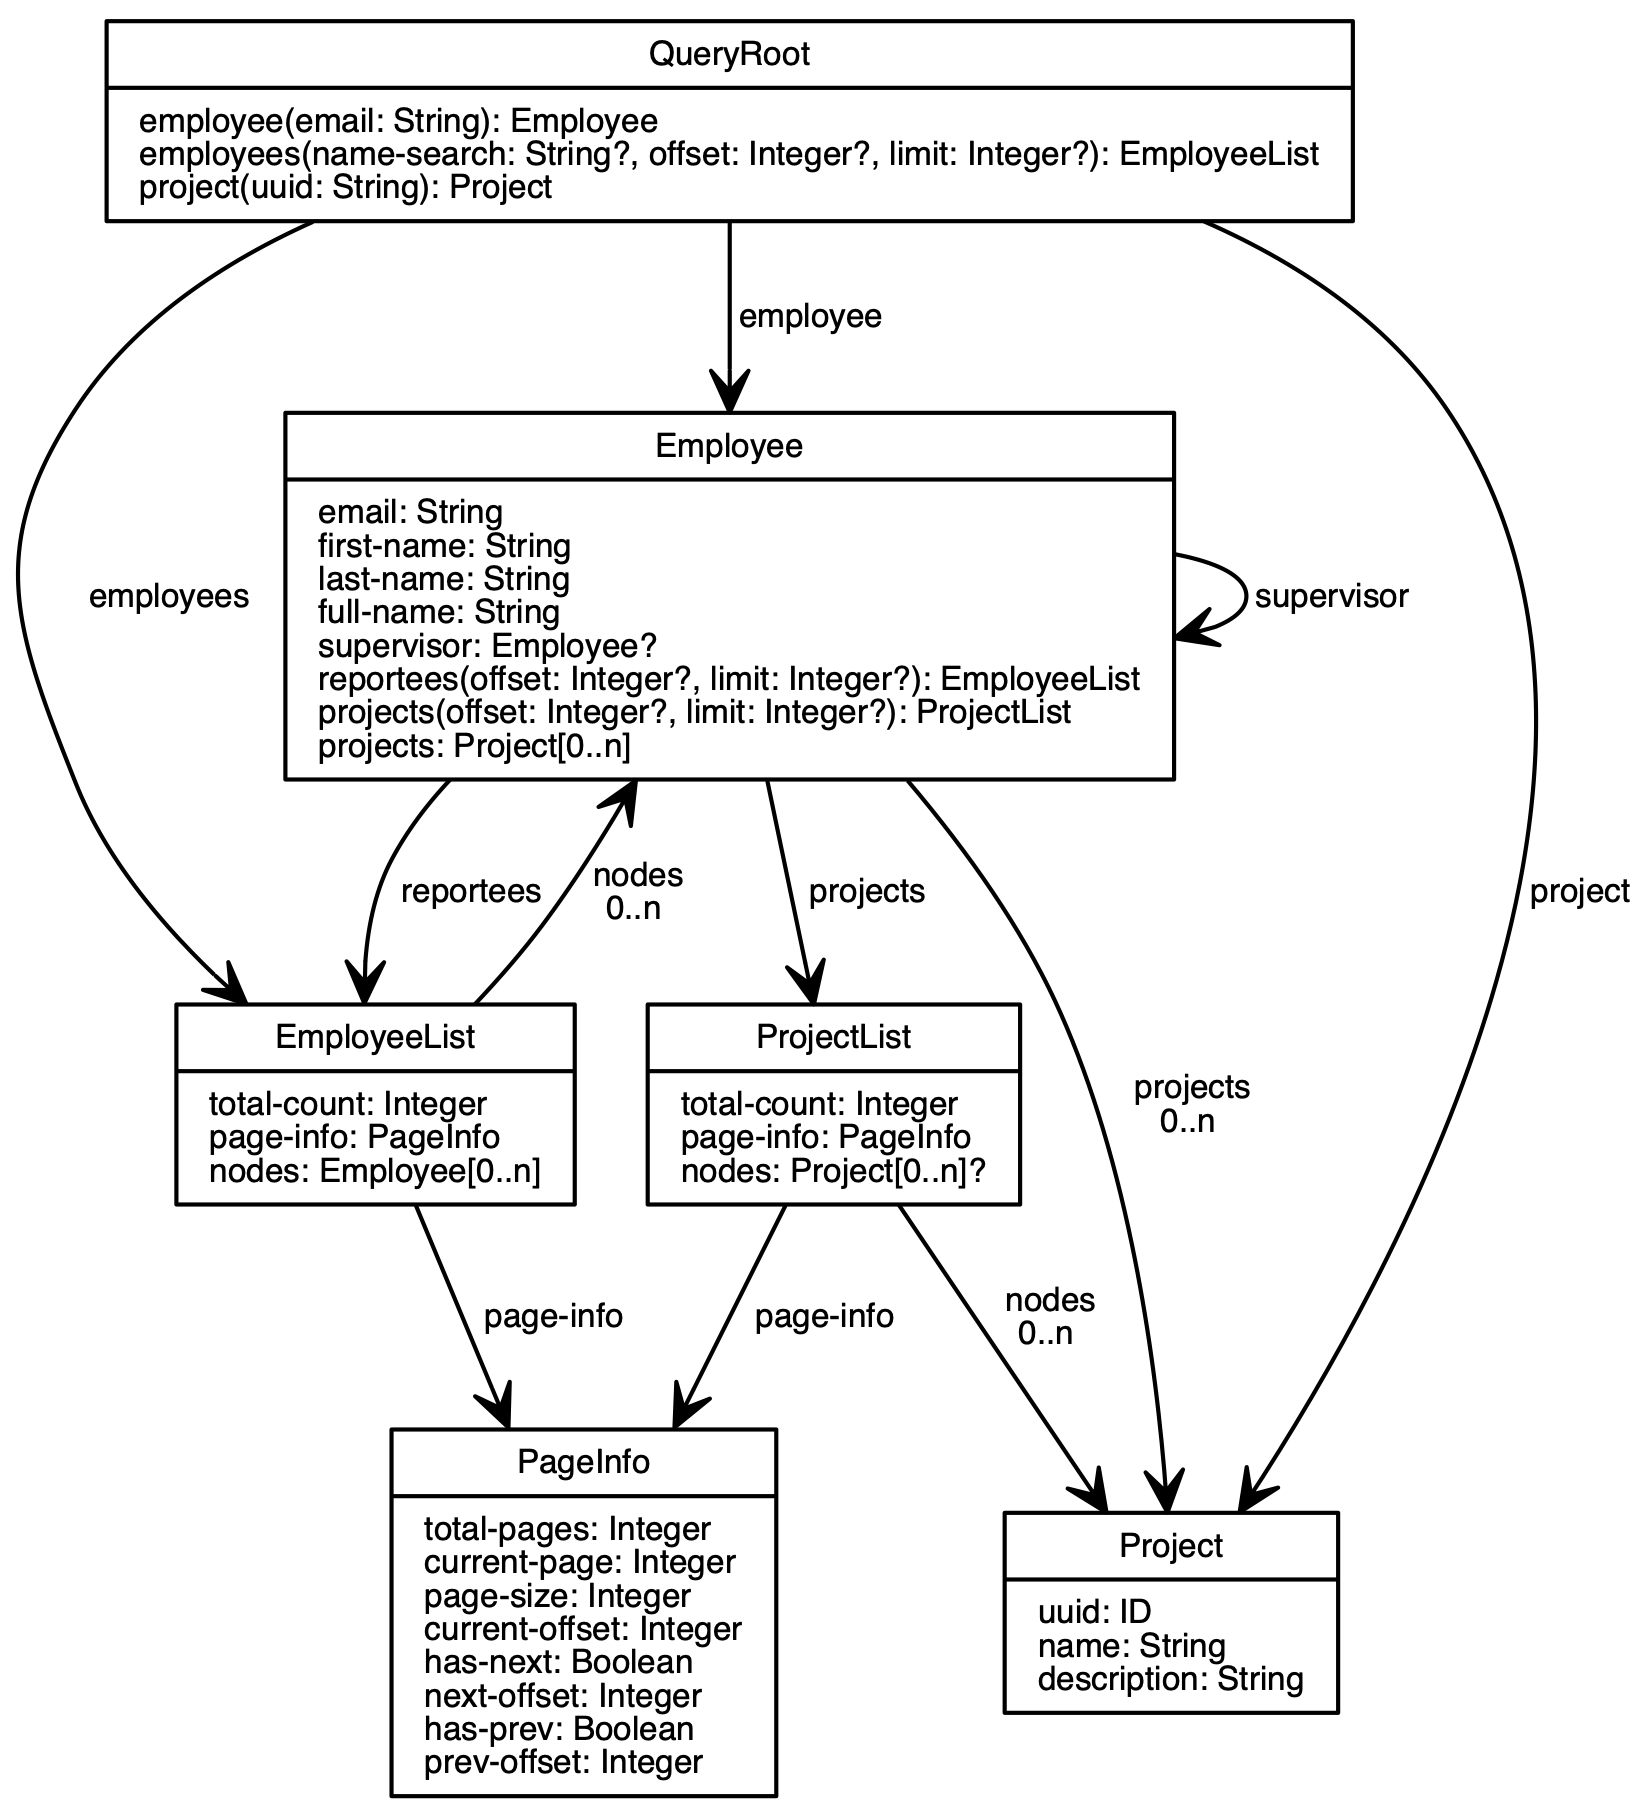 QueryRoot
employee(email: String): Employee
employees(name-search: String?, offset: Integer?, limit: Integer?): EmployeeList
project(uuid: String): Project
employee
Employee
email: String
first-name: String
last-name: String
full-name: String
supervisor: Employee?
reportees(offset: Integer?, limit: Integer?): EmployeeList
projects(offset: Integer?, limit: Integer?): ProjectList
projects: Project[0..n]
employees
supervisor
reportees
nodes
0..n
projects
project
EmployeeList
total-count: Integer
page-info: PageInfo
nodes: Employee[0..n]
ProjectList
total-count: Integer
page-info: PageInfo
nodes: Project[0..n]?
projects
0..n
page-info
page-info
nodes
0..n
PageInfo
total-pages: Integer
current-page: Integer
page-size: Integer
current-offset: Integer
has-next: Boolean
next-offset: Integer
has-prev: Boolean
prev-offset: Integer
Project
uuid: ID
name: String
description: String